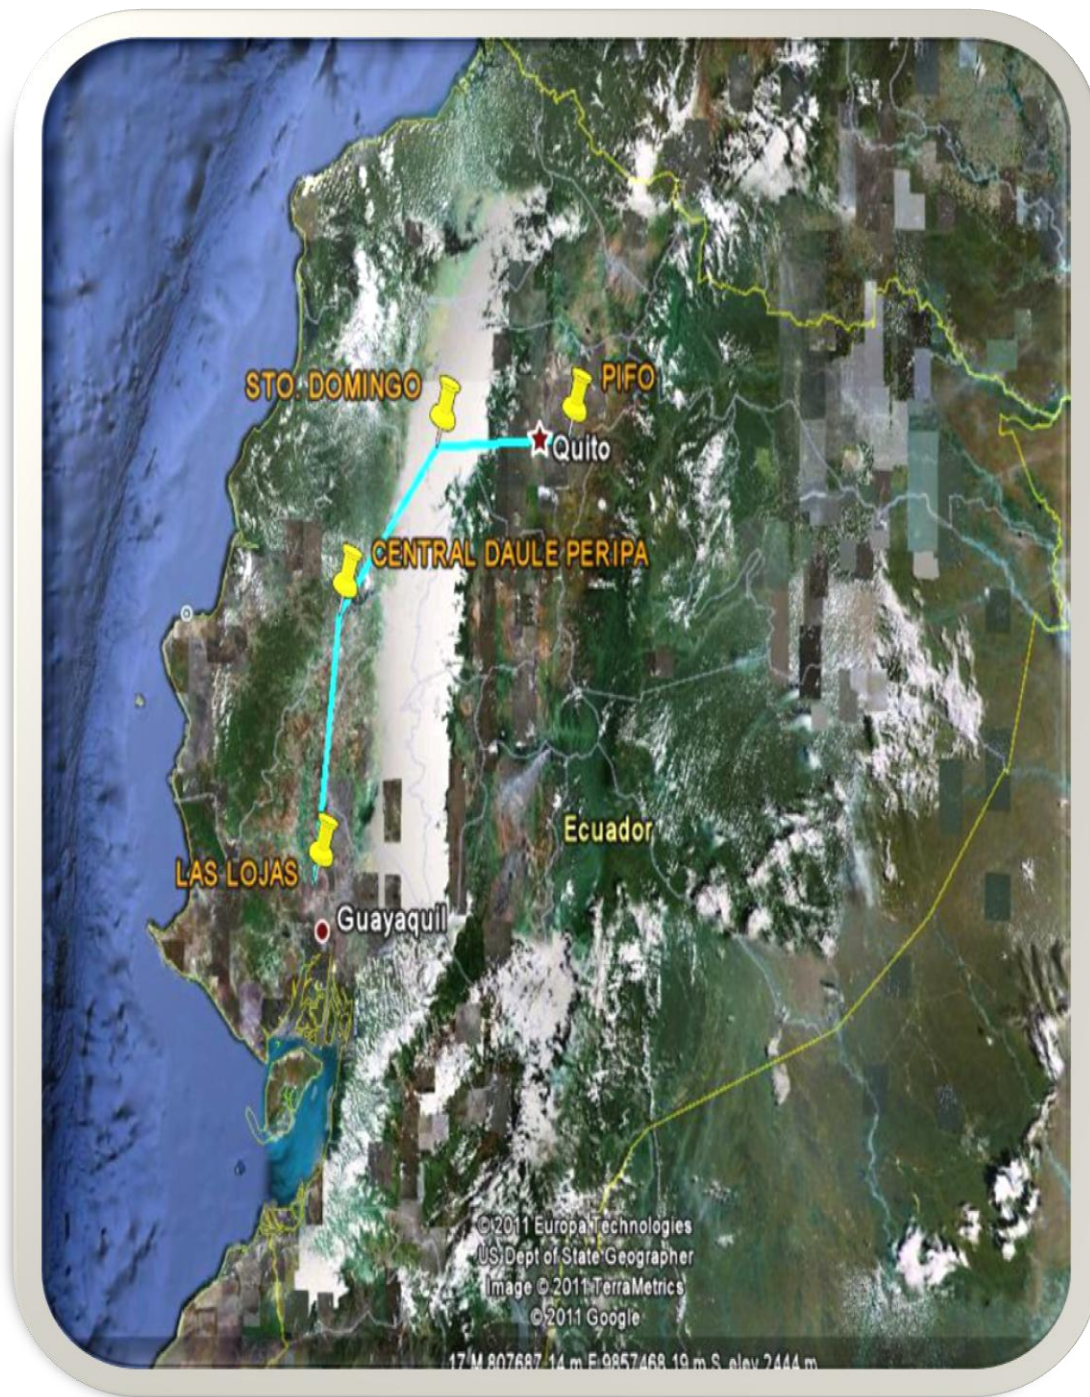 STO. DOMINGO
PIFO
Quito
CENTRAL DAULE PERIPA
Ecuador
LAS LOJAS
Guayaquil
© 2011 Europa Technologies
US Dept of State Geographer
Image © 2011 TerraMetrics
© 2011 Google
17 M 807687.14 m E 9857468.19 m S elev 2444 m